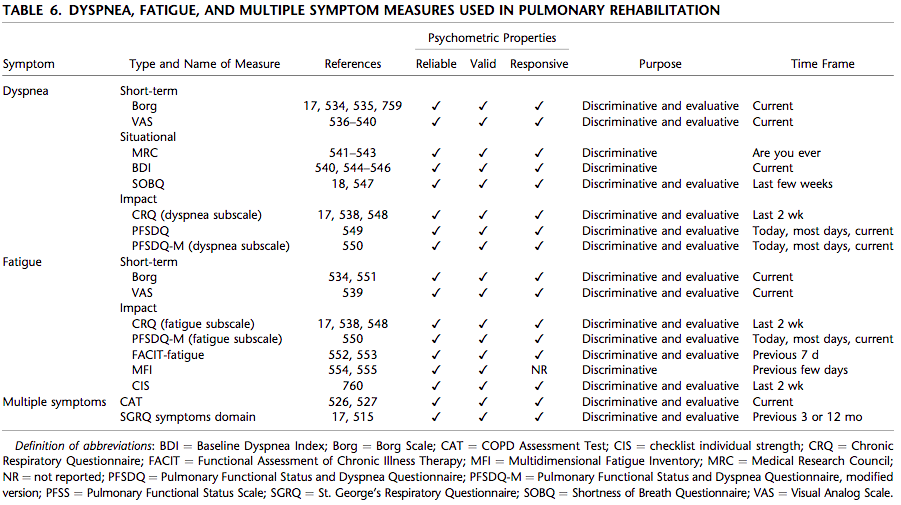 TABLE 6. DYSPNEA, FATIGUE, AND MULTIPLE SYMPTOM MEASURES USED IN PULMONARY REHABILITATION
Psychometric Properties
Symptom Type and Name of Measure References Reliable Valid Responsive Purpose Time Frame
Dyspnea Short-term
Borg 17, 534, 535, 759 ✓ ✓ ✓ Discriminative and evaluative Current
VAS 536–540 ✓ ✓ ✓ Discriminative and evaluative Current
Situational
MRC 541–543 ✓ ✓ ✓ Discriminative Are you ever
BDI 540, 544–546 ✓ ✓ ✓ Discriminative Current
SOBQ 18, 547 ✓ ✓ ✓ Discriminative and evaluative Last few weeks
Impact
CRQ (dyspnea subscale) 17, 538, 548 ✓ ✓ ✓ Discriminative and evaluative Last 2 wk
PFSDQ 549 ✓ ✓ ✓ Discriminative and evaluative Today, most days, current
PFSDQ-M (dyspnea subscale) 550 ✓ ✓ ✓ Discriminative and evaluative Today, most days, current
Fatigue Short-term
Borg 534, 551 ✓ ✓ ✓ Discriminative and evaluative Current
VAS 539 ✓ ✓ ✓ Discriminative and evaluative Current
Impact
CRQ (fatigue subscale) 17, 538, 548 ✓ ✓ ✓ Discriminative and evaluative Last 2 wk
PFSDQ-M (fatigue subscale) 550 ✓ ✓ ✓ Discriminative and evaluative Today, most days, current
FACIT-fatigue 552, 553 ✓ ✓ ✓ Discriminative and evaluative Previous 7 d
MFI 554, 555 ✓ ✓ NR Discriminative Previous few days
CIS 760 ✓ ✓ ✓ Discriminative and evaluative Last 2 wk
Multiple symptoms CAT 526, 527 ✓ ✓ ✓ Discriminative and evaluative Current
SGRQ symptoms domain 17, 515 ✓ ✓ ✓ Discriminative and evaluative Previous 3 or 12 mo
Definition of abbreviations: BDI = Baseline Dyspnea Index; Borg = Borg Scale; CAT = COPD Assessment Test; CIS = checklist individual strength; CRQ = Chronic
Respiratory Questionnaire; FACIT = Functional Assessment of Chronic Illness Therapy; MFI = Multidimensional Fatigue Inventory; MRC = Medical Research Council;
NR = not reported; PFSDQ = Pulmonary Functional Status and Dyspnea Questionnaire; PFSDQ-M = Pulmonary Functional Status and Dyspnea Questionnaire, modified
version; PFSS = Pulmonary Functional Status Scale; SGRQ = St. George's Respiratory Questionnaire; SOBQ = Shortness of Breath Questionnaire; VAS = Visual Analog Scale.